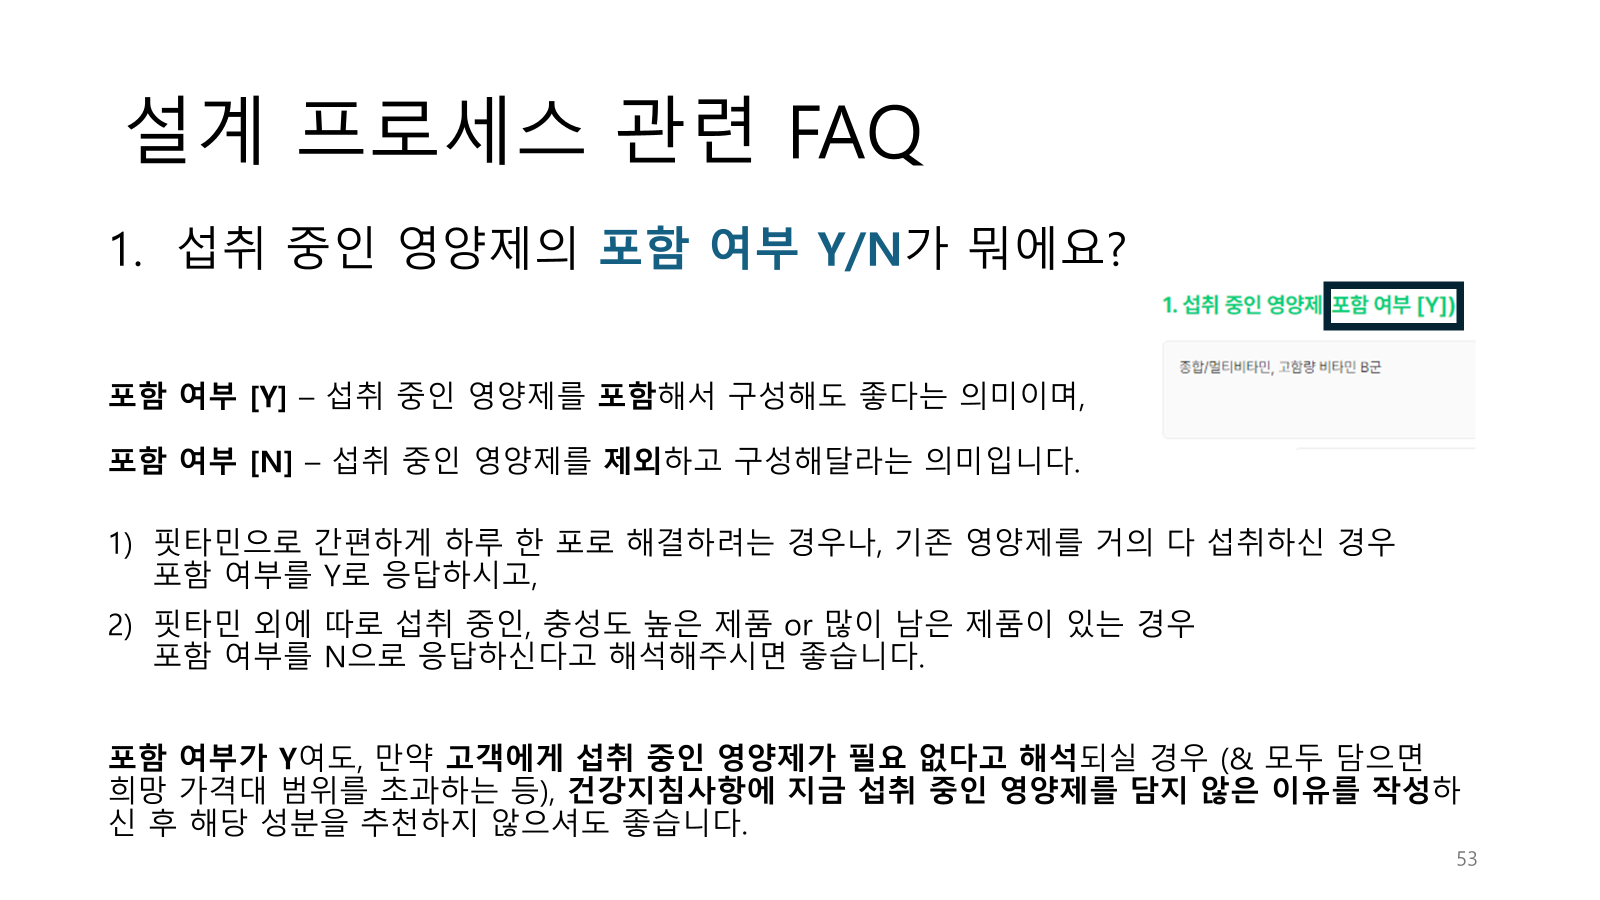 설계 프로세스 관련 FAQ
1. 섭취 중인 영양제의 포함 여부 Y/N가 뭐에요?
1. 섭취 중인 영양제 포함 여부 [Y])
종합/멀티비타민, 고함량 비타민 B군
포함 여부 [Y] – 섭취 중인 영양제를 포함해서 구성해도 좋다는 의미이며,
포함 여부 [N] – 섭취 중인 영양제를 제외하고 구성해달라는 의미입니다.
1) 핏타민으로 간편하게 하루 한 포로 해결하려는 경우나, 기존 영양제를 거의 다 섭취하신 경우
포함 여부를 Y로 응답하시고,
2) 핏타민 외에 따로 섭취 중인, 충성도 높은 제품 or 많이 남은 제품이 있는 경우
포함 여부를 N으로 응답하신다고 해석해주시면 좋습니다.
포함 여부가 Y여도, 만약 고객에게 섭취 중인 영양제가 필요 없다고 해석되실 경우 (& 모두 담으면
희망 가격대 범위를 초과하는 등), 건강지침사항에 지금 섭취 중인 영양제를 담지 않은 이유를 작성하
신 후 해당 성분을 추천하지 않으셔도 좋습니다.
53